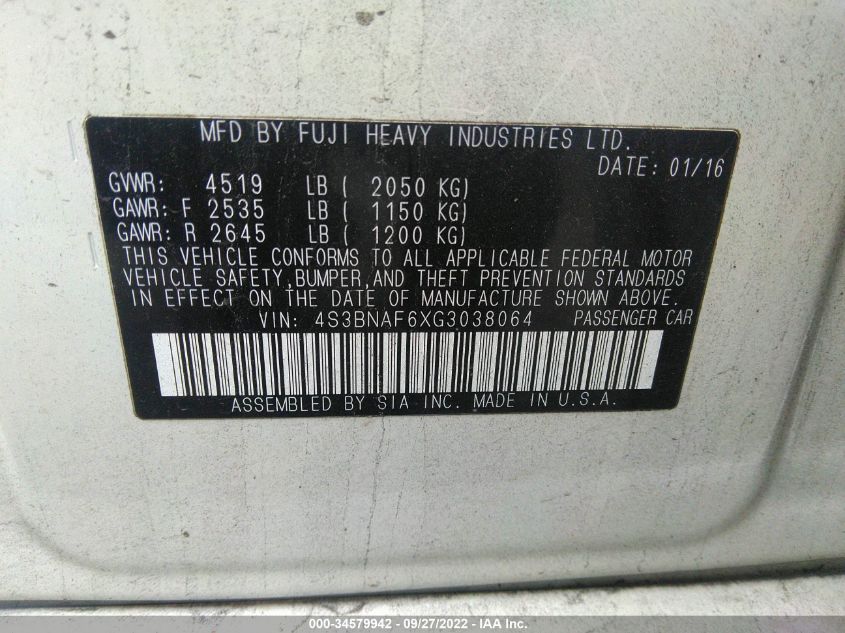 MFD BY FUJI HEAVY INDUSTRIES LTD.
DATE: 01/16
GVWR: 4519 LB ( 2050 KG)
GAWR: F 2535 LB ( 1150 KG)
GAWR: R 2645 LB ( 1200 KG)
THIS VEHICLE CONFORMS TO ALL APPLICABLE FEDERAL MOTOR
VEHICLE SAFETY,BUMPER,AND THEFT PREVENTION STANDARDS
IN EFFECT ON THE DATE OF MANUFACTURE SHOWN ABOVE.
VIN: 4S3BNAF6XG3038064 PASSENGER CAR
ASSEMBLED BY SIA INC. MADE IN U.S.A.
000-34579942 - 09/27/2022 - IAA Inc.